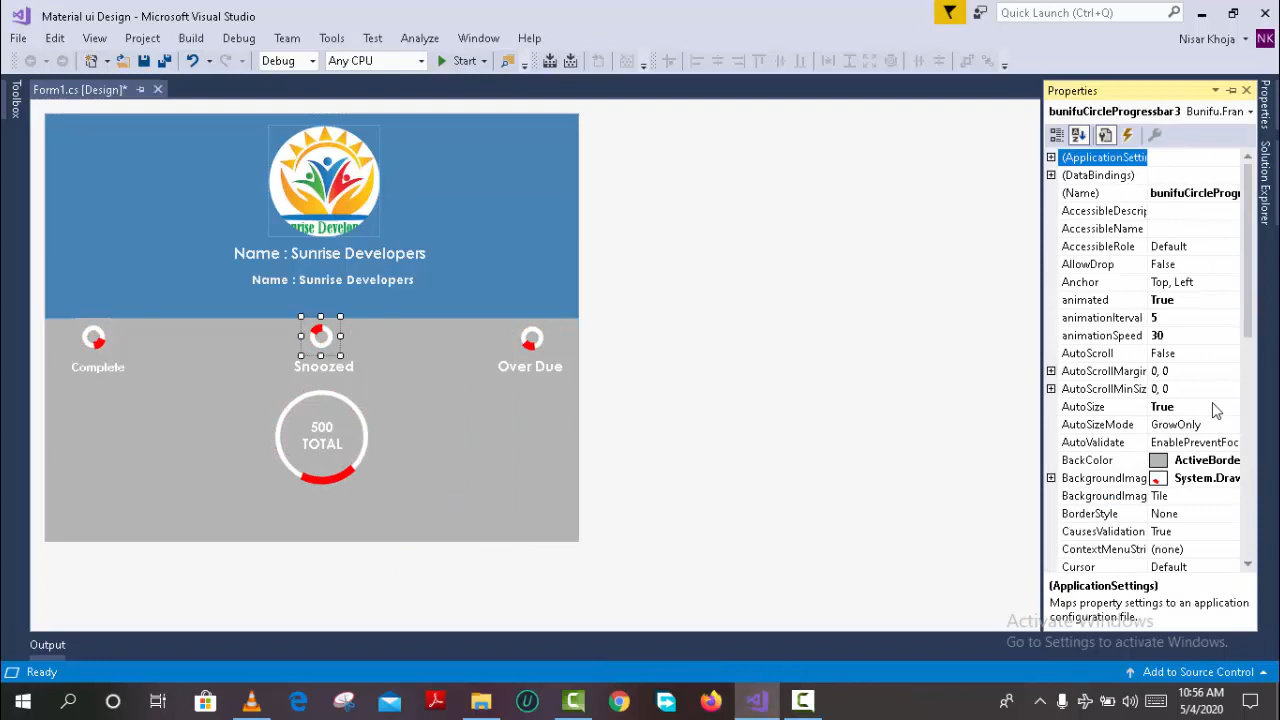 Material ui Design - Microsoft Visual Studio
Quick Launch (Ctrl+Q)
File Edit View Project Build Debug Team Tools Test Analyze Window Help
Nisar Khoja NK
Debug Any CPU Start
Toolbox
Form1.cs [Design]*
Name : Sunrise Developers
Name : Sunrise Developers
Complete
Snoozed
Over Due
500
TOTAL
Properties
bunifuCircleProgressbar3 Bunifu.Fran
(ApplicationSetti
(DataBindings)
(Name) bunifuCircleProgr
AccessibleDescrip
AccessibleName
AccessibleRole Default
AllowDrop False
Anchor Top, Left
animated True
animationIterval 5
animationSpeed 30
AutoScroll False
AutoScrollMargin 0, 0
AutoScrollMinSiz 0, 0
AutoSize True
AutoSizeMode GrowOnly
AutoValidate EnablePreventFoc
BackColor ActiveBorde
BackgroundImag System.Draw
BackgroundImag Tile
BorderStyle None
CausesValidation True
ContextMenuStri (none)
Cursor Default
(ApplicationSettings)
Maps property settings to an application
configuration file.
Properties
Solution Explorer
Activate Windows
Go to Settings to activate Windows.
Output
Ready
Add to Source Control
10:56 AM
5/4/2020